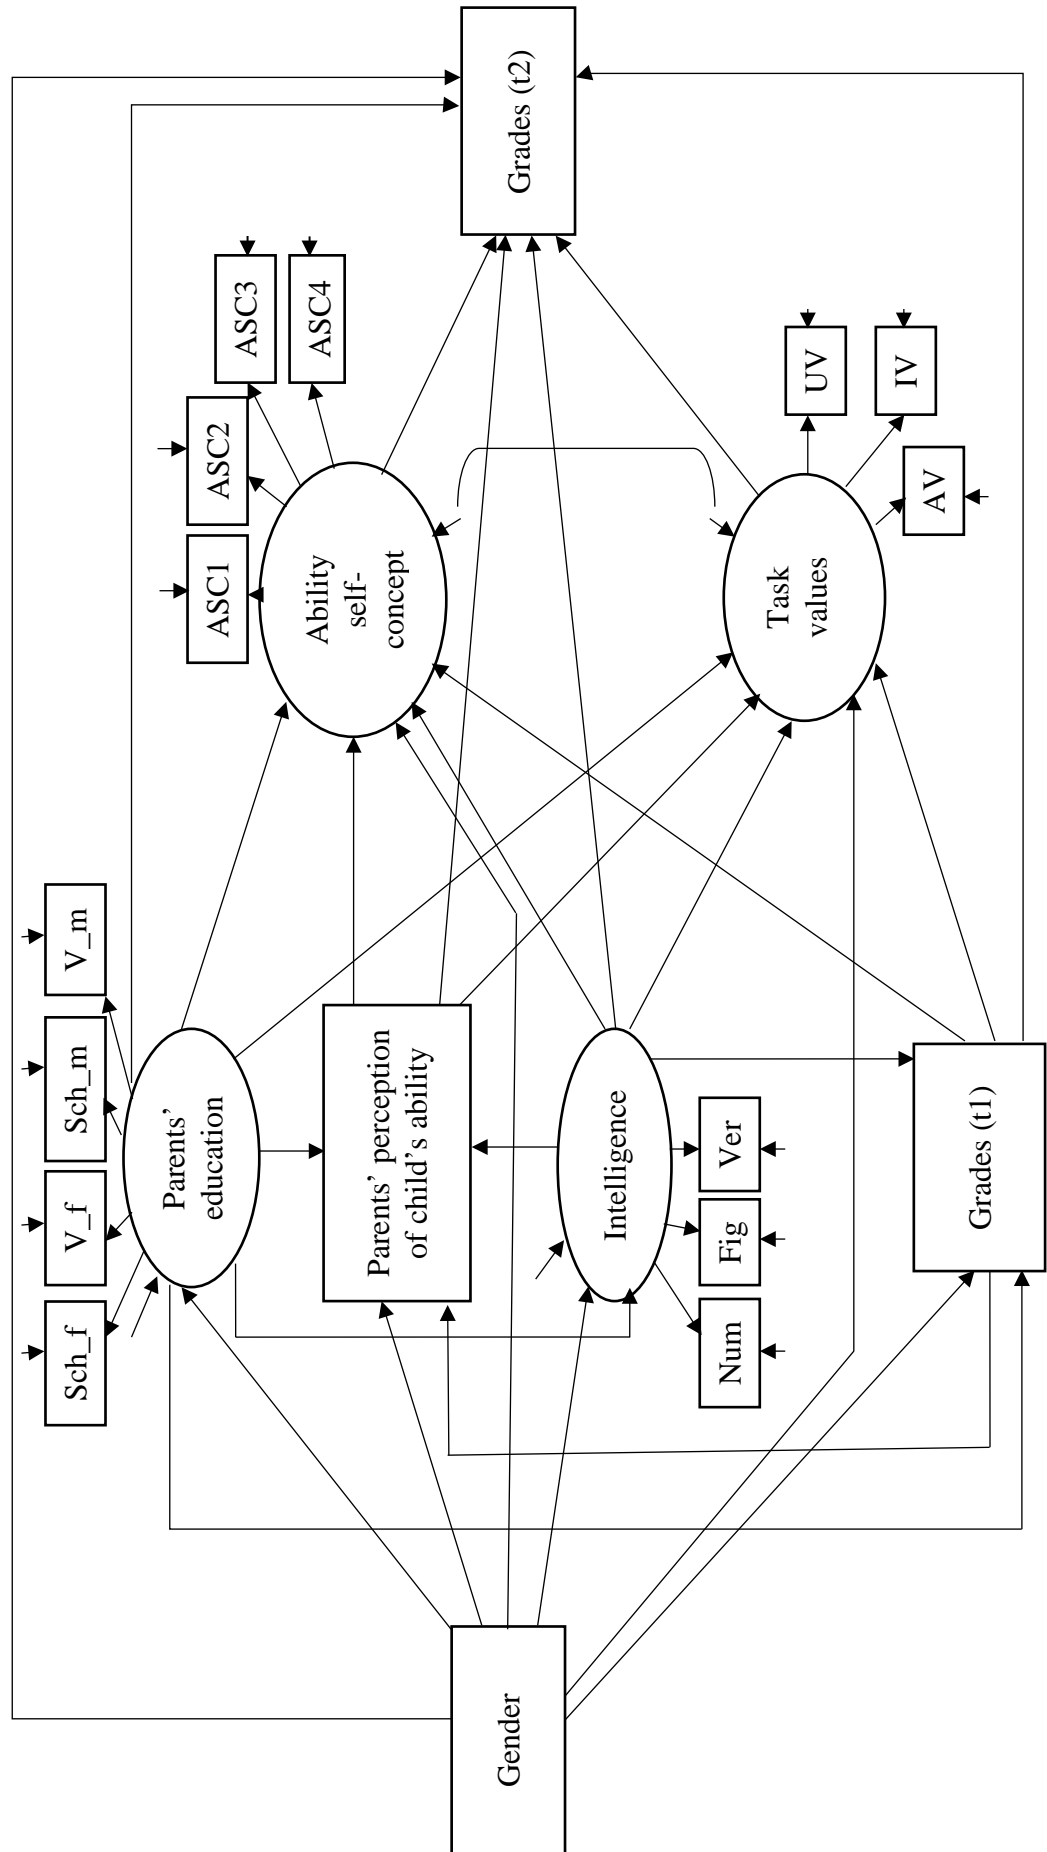 Sch_f
V_f
Sch_m
V_m
Parents'
education
ASC1
ASC2
ASC3
ASC4
Ability
self-
concept
Gender
Parents' perception
of child's ability
Grades (t2)
Intelligence
Num
Fig
Ver
Task
values
UV
IV
AV
Grades (t1)